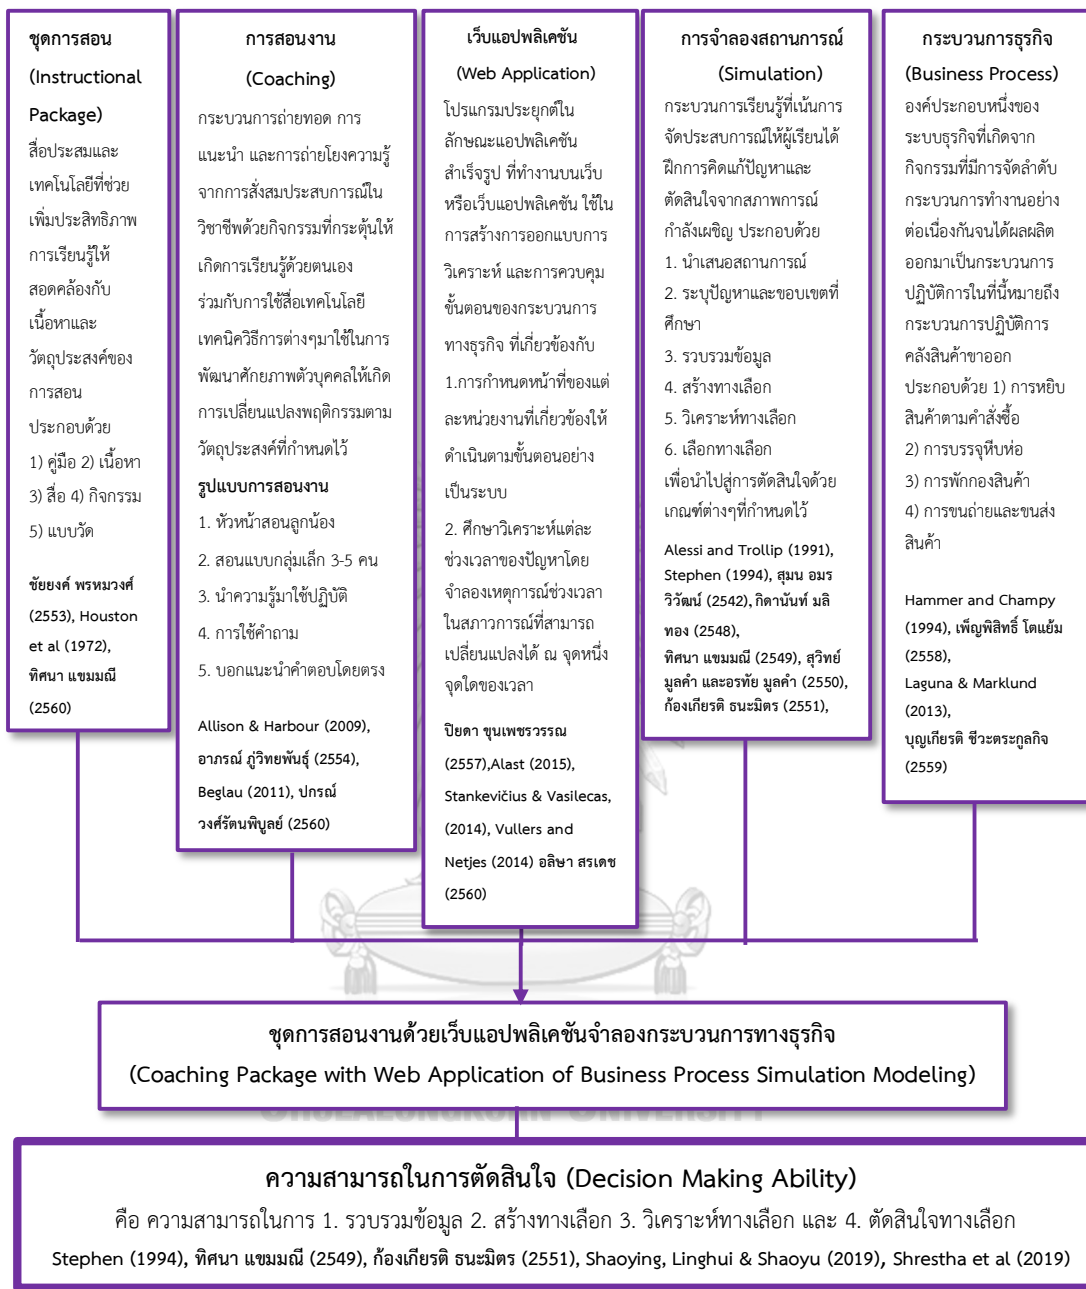 ชุดการสอน
(Instructional
Package)
สื่อประสมและ
เทคโนโลยีที่ช่วย
เพิ่มประสิทธิภาพ
การเรียนรู้ให้
สอดคล้องกับ
เนื้อหาและ
วัตถุประสงค์ของ
การสอน
ประกอบด้วย
1) คู่มือ 2) เนื้อหา
3) สื่อ 4) กิจกรรม
5) แบบวัด
ชัยยงค์ พรหมวงศ์
(2553), Houston
et al (1972),
ทิศนา แขมมณี
(2560)
การสอนงาน
(Coaching)
กระบวนการถ่ายทอด การ
แนะนำ และการถ่ายโยงความรู้
จากการสั่งสมประสบการณ์ใน
วิชาชีพด้วยกิจกรรมที่กระตุ้นให้
เกิดการเรียนรู้ด้วยตนเอง
ร่วมกับการใช้สื่อเทคโนโลยี
เทคนิควิธีการต่างๆมาใช้ในการ
พัฒนาศักยภาพตัวบุคคลให้เกิด
การเปลี่ยนแปลงพฤติกรรมตาม
วัตถุประสงค์ที่กำหนดไว้
รูปแบบการสอนงาน
1. หัวหน้าสอนลูกน้อง
2. สอนแบบกลุ่มเล็ก 3-5 คน
3. นำความรู้มาใช้ปฏิบัติ
4. การใช้คำถาม
5. บอกแนะนำคำตอบโดยตรง
Allison & Harbour (2009),
อาภรณ์ ภู่วิทยพันธุ์ (2554),
Beglau (2011), ปกรณ์
วงศ์รัตนพิบูลย์ (2560)
เว็บแอปพลิเคชัน
(Web Application)
โปรแกรมประยุกต์ใน
ลักษณะแอปพลิเคชัน
สำเร็จรูป ที่ทำงานบนเว็บ
หรือเว็บแอปพลิเคชัน ใช้ใน
การสร้างการออกแบบการ
วิเคราะห์ และการควบคุม
ขั้นตอนของกระบวนการ
ทางธุรกิจ ที่เกี่ยวข้องกับ
1.การกำหนดหน้าที่ของแต่
ละหน่วยงานที่เกี่ยวข้องให้
ดำเนินตามขั้นตอนอย่าง
เป็นระบบ
2. ศึกษาวิเคราะห์แต่ละ
ช่วงเวลาของปัญหาโดย
จำลองเหตุการณ์ช่วงเวลา
ในสภาวการณ์ที่สามารถ
เปลี่ยนแปลงได้ ณ จุดหนึ่ง
จุดใดของเวลา
ปิยดา ขุนเพชรวรรณ
(2557),Alast (2015),
Stankevičius & Vasilecas,
(2014), Vullers and
Netjes (2014) อลิษา สรเดช
(2560)
การจำลองสถานการณ์
(Simulation)
กระบวนการเรียนรู้ที่เน้นการ
จัดประสบการณ์ให้ผู้เรียนได้
ฝึกการคิดแก้ปัญหาและ
ตัดสินใจจากสภาพการณ์
กำลังเผชิญ ประกอบด้วย
1. นำเสนอสถานการณ์
2. ระบุปัญหาและขอบเขตที่
ศึกษา
3. รวบรวมข้อมูล
4. สร้างทางเลือก
5. วิเคราะห์ทางเลือก
6. เลือกทางเลือก
เพื่อนำไปสู่การตัดสินใจด้วย
เกณฑ์ต่างๆที่กำหนดไว้
Alessi and Trollip (1991),
Stephen (1994), สุมน อมร
วิวัฒน์ (2542), กิดานันท์ มลิ
ทอง (2548),
ทิศนา แขมมณี (2549), สุวิทย์
มูลคำ และอรทัย มูลคำ (2550),
ก้องเกียรติ ธนะมิตร (2551),
กระบวนการธุรกิจ
(Business Process)
องค์ประกอบหนึ่งของ
ระบบธุรกิจที่เกิดจาก
กิจกรรมที่มีการจัดลำดับ
กระบวนการทำงานอย่าง
ต่อเนื่องกันจนได้ผลผลิต
ออกมาเป็นกระบวนการ
ปฏิบัติการในที่นี้หมายถึง
กระบวนการปฏิบัติการ
คลังสินค้าขาออก
ประกอบด้วย 1) การหยิบ
สินค้าตามคำสั่งซื้อ
2) การบรรจุหีบห่อ
3) การพักกองสินค้า
4) การขนถ่ายและขนส่ง
สินค้า
Hammer and Champy
(1994), เพ็ญพิสิทธิ์ โตแย้ม
(2558),
Laguna & Marklund
(2013),
บุญเกียรติ ชีวะตระกูลกิจ
(2559)
ชุดการสอนงานด้วยเว็บแอปพลิเคชันจำลองกระบวนการทางธุรกิจ
(Coaching Package with Web Application of Business Process Simulation Modeling)
CHULALONGKORN UNIVERSITY
ความสามารถในการตัดสินใจ (Decision Making Ability)
คือ ความสามารถในการ 1. รวบรวมข้อมูล 2. สร้างทางเลือก 3. วิเคราะห์ทางเลือก และ 4. ตัดสินใจทางเลือก
Stephen (1994), ทิศนา แขมมณี (2549), ก้องเกียรติ ธนะมิตร (2551), Shaoying, Linghui & Shaoyu (2019), Shrestha et al (2019)